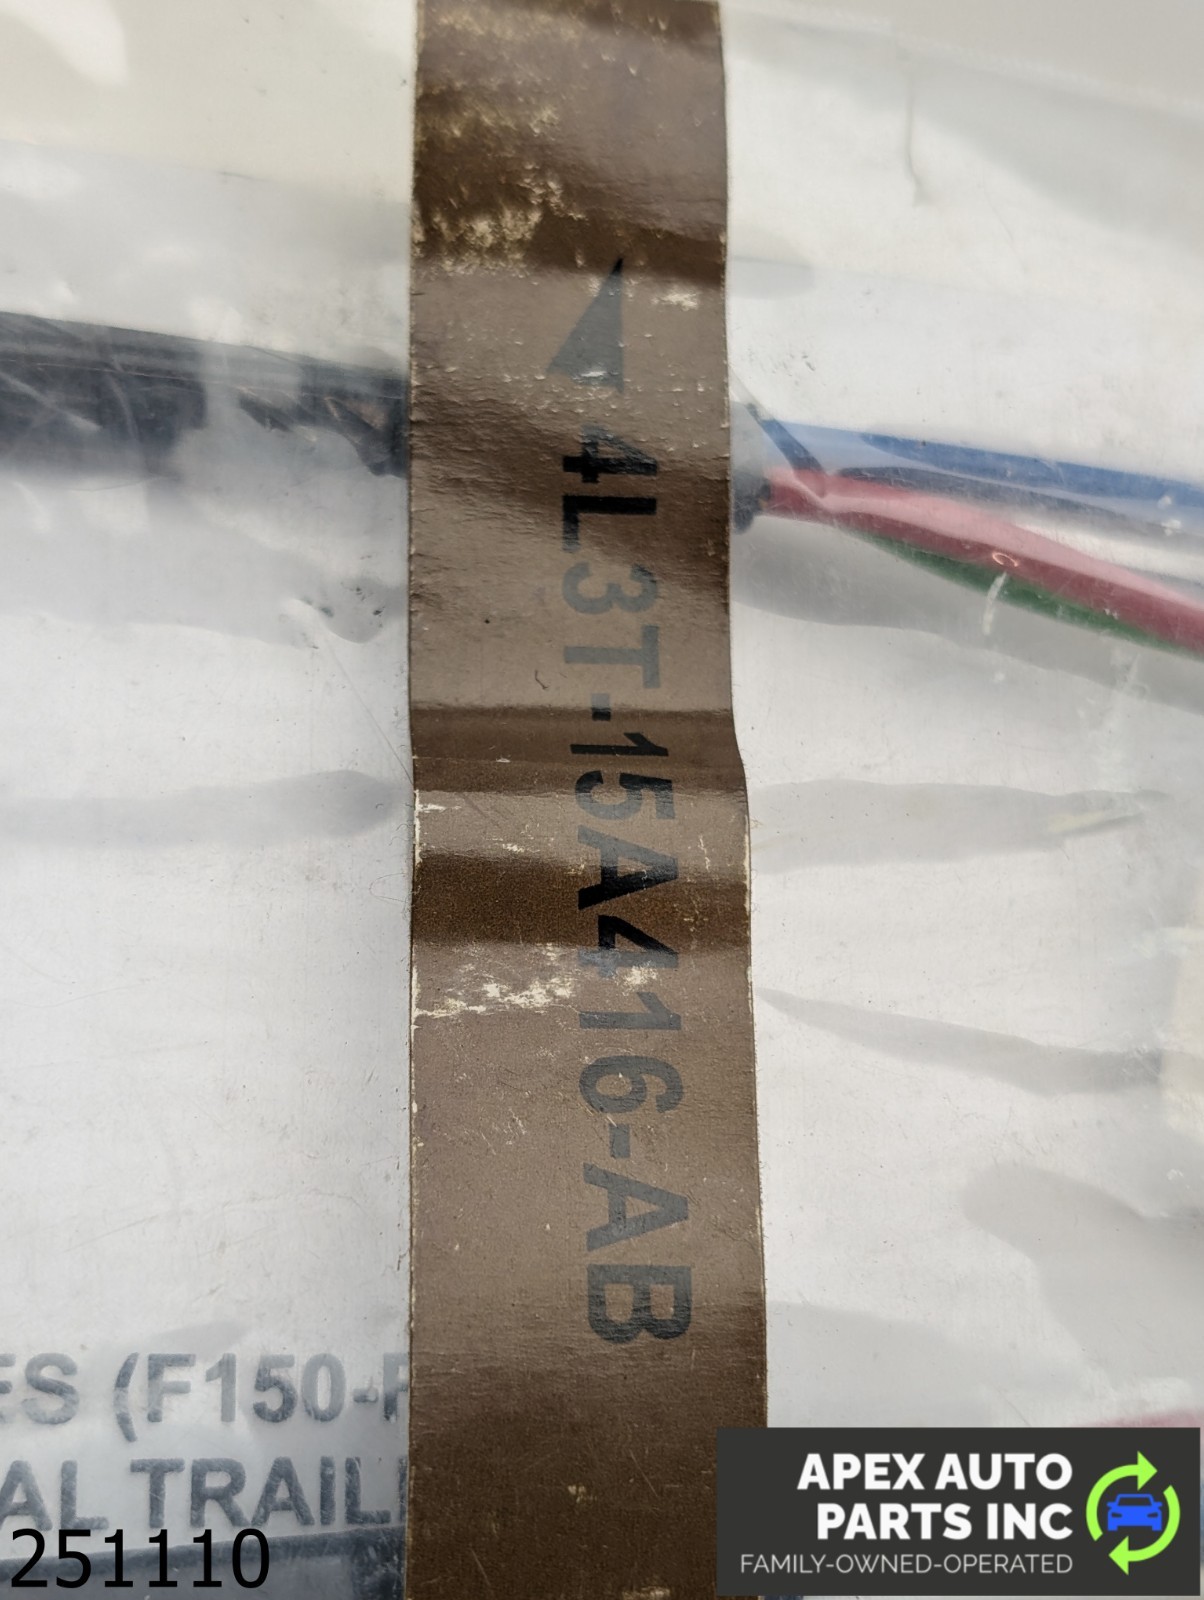 4L3T-15A416-AB
ES (F150-
AL TRAIL
251110
APEX AUTO
PARTS INC
FAMILY-OWNED-OPERATED